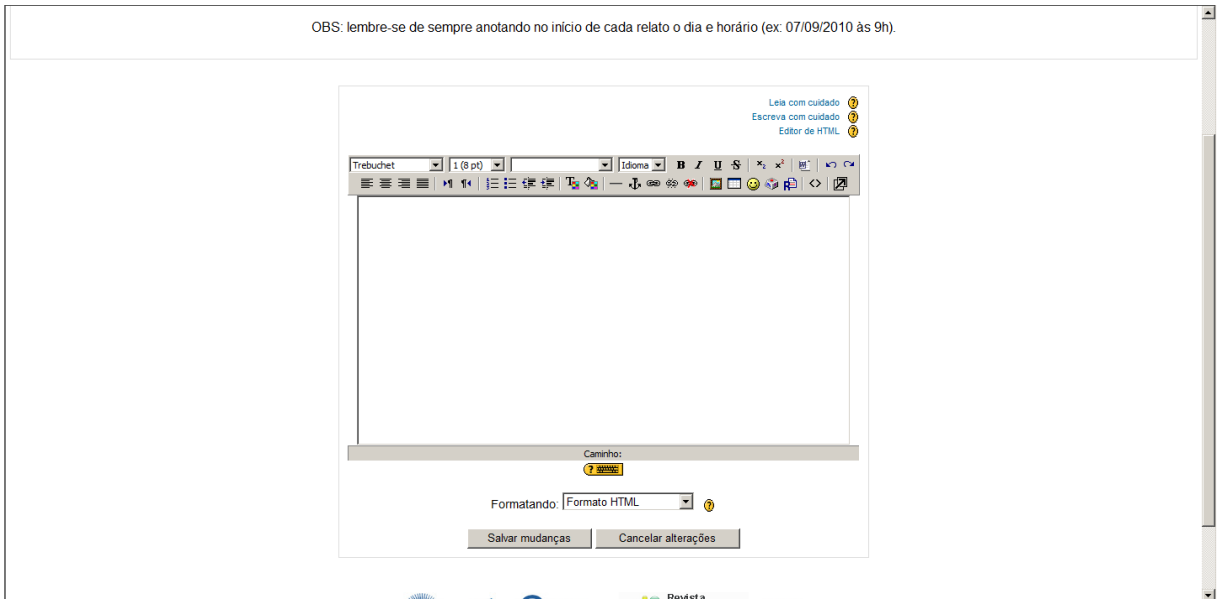 OBS: lembre-se de sempre anotando no início de cada relato o dia e horário (ex: 07/09/2010 às 9h).
Leia com cuidado
Escreva com cuidado
Editor de HTML
Trebuchet 1 (8 pt) Idioma B I U S x₂ x²
Caminho:
?
Formatando: Formato HTML
Salvar mudanças Cancelar alterações
Revista